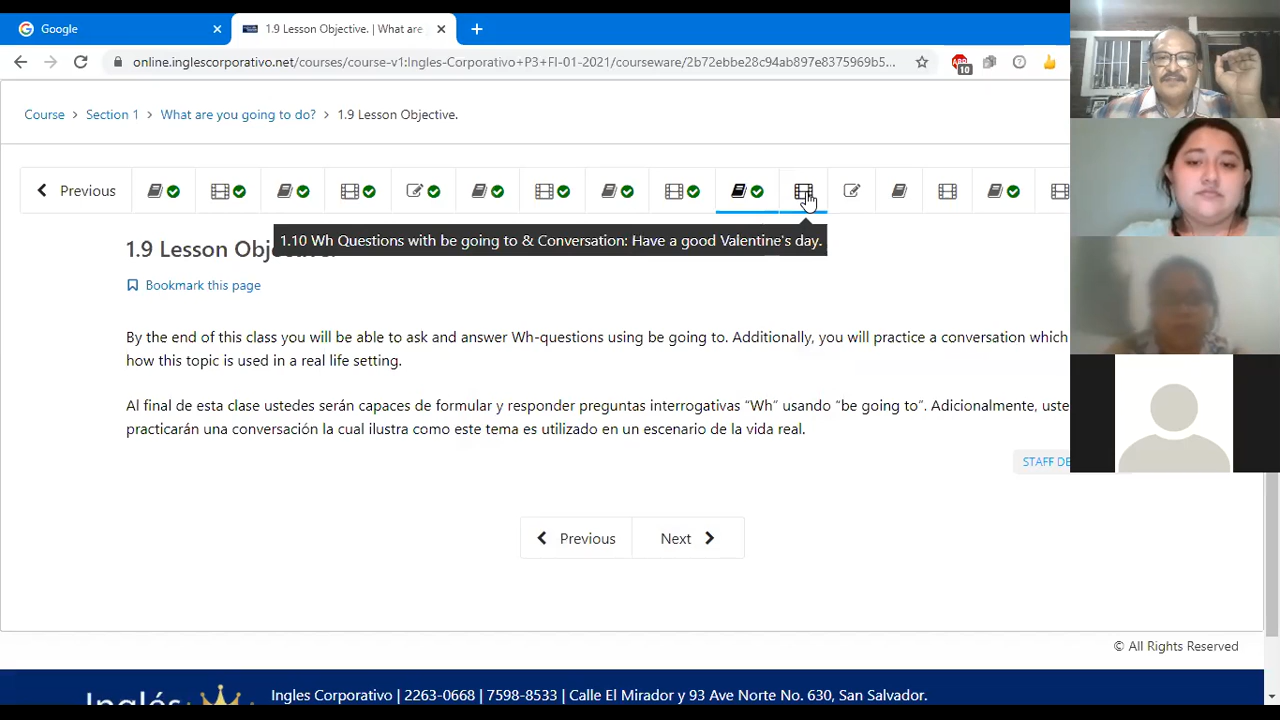 Google
1.9 Lesson Objective. | What are
online.inglescorporativo.net/courses/course-v1:Ingles-Corporativo+P3+FI-01-2021/courseware/2b72ebbe28c94ab897e8375969b5...
ABP
10
Course > Section 1 > What are you going to do? > 1.9 Lesson Objective.
Previous
1.10 Wh Questions with be going to & Conversation: Have a good Valentine's day.
1.9 Lesson Objective.
Bookmark this page
By the end of this class you will be able to ask and answer Wh-questions using be going to. Additionally, you will practice a conversation which
how this topic is used in a real life setting.
Al final de esta clase ustedes serán capaces de formular y responder preguntas interrogativas “Wh” usando “be going to”. Adicionalmente, uste
practicarán una conversación la cual ilustra como este tema es utilizado en un escenario de la vida real.
STAFF DE
Previous
Next
© All Rights Reserved
Inglés
Ingles Corporativo | 2263-0668 | 7598-8533 | Calle El Mirador y 93 Ave Norte No. 630, San Salvador.